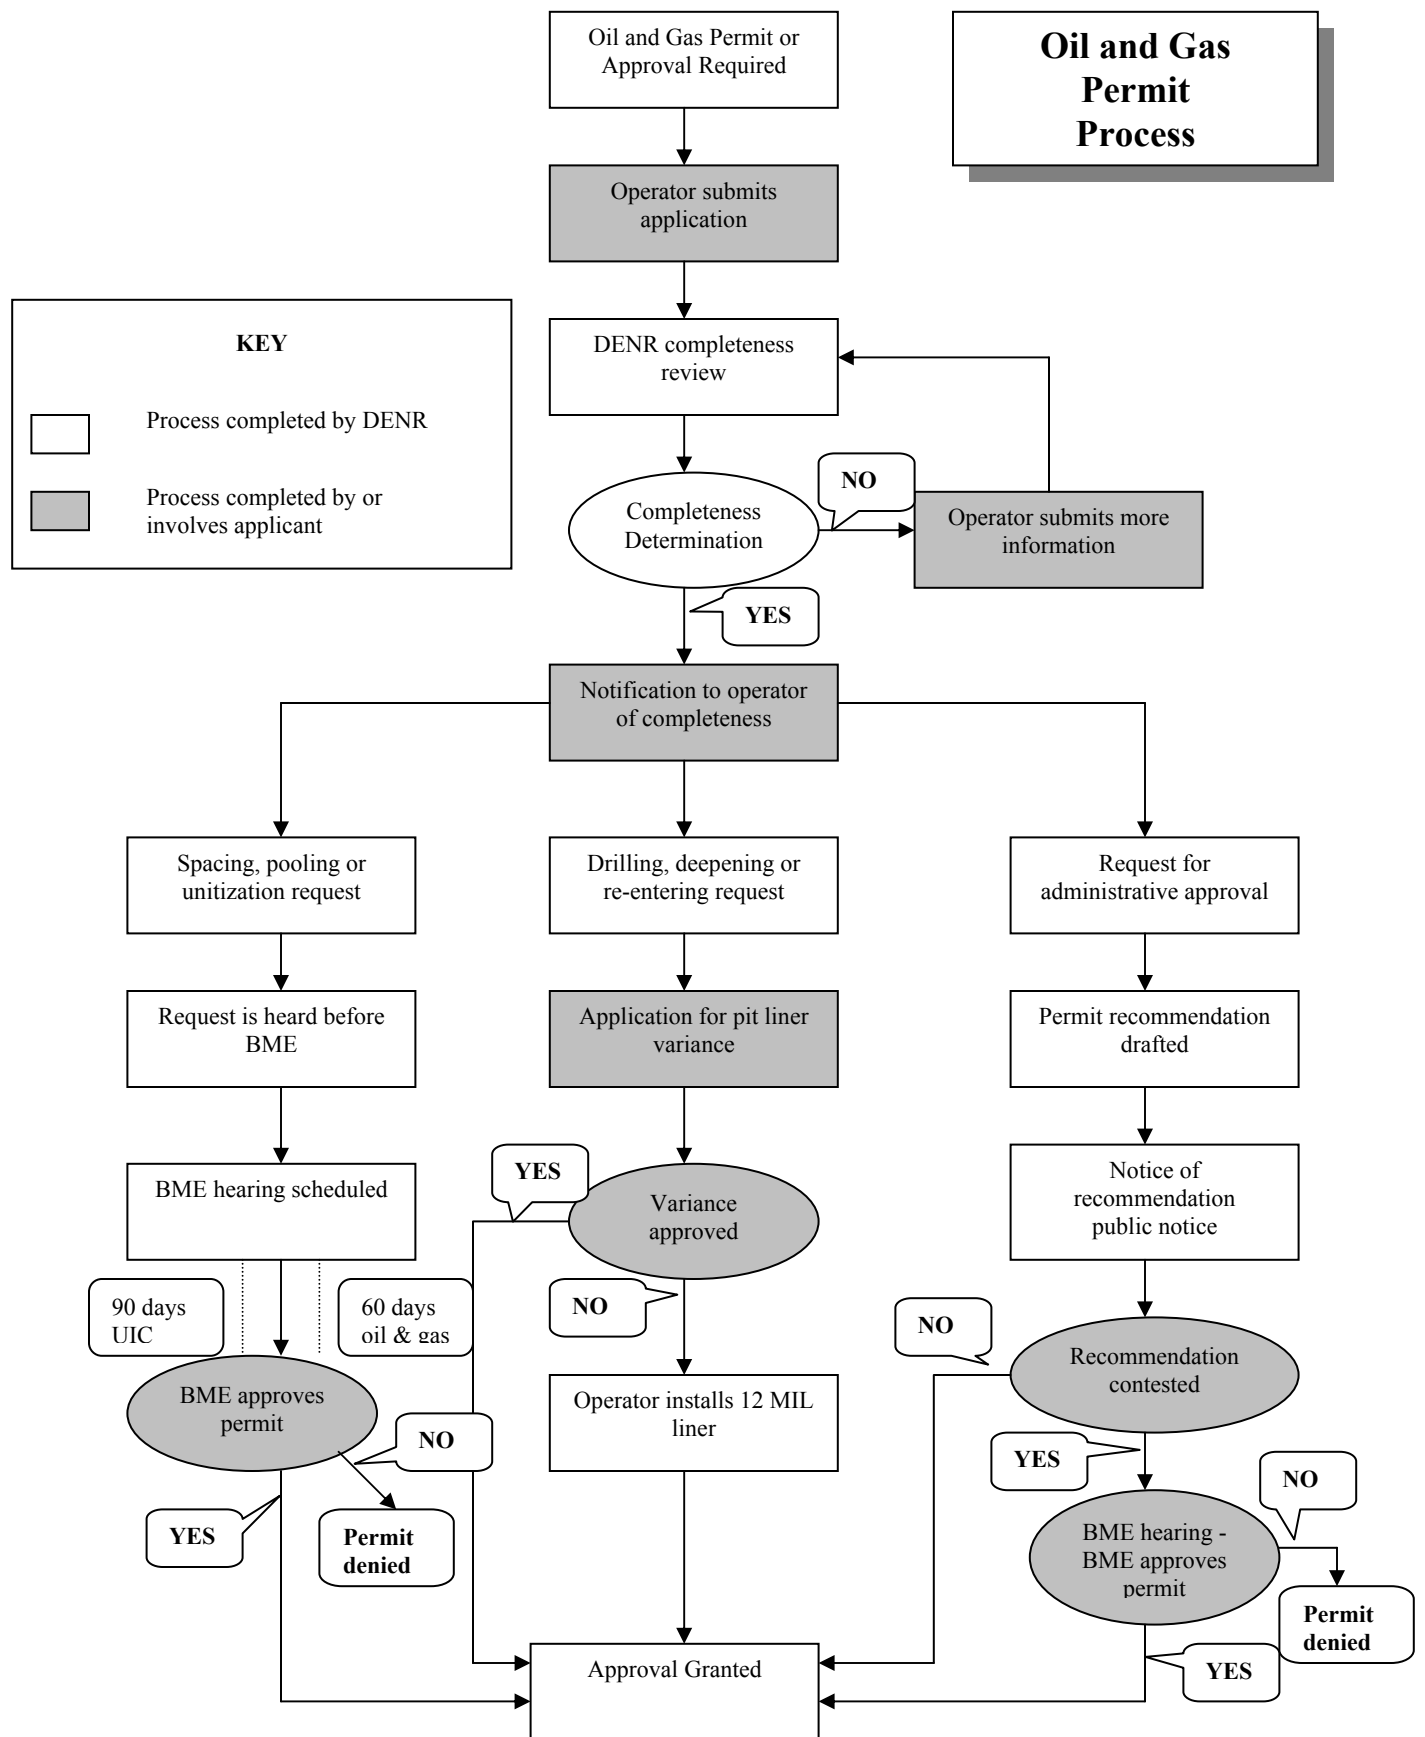 Oil and Gas Permit or
Approval Required
Oil and Gas
Permit
Process
Operator submits
application
KEY
Process completed by DENR
Process completed by or
involves applicant
DENR completeness
review
Completeness
Determination
NO
Operator submits more
information
YES
Notification to operator
of completeness
Spacing, pooling or
unitization request
Drilling, deepening or
re-entering request
Request for
administrative approval
Request is heard before
BME
Application for pit liner
variance
Permit recommendation
drafted
BME hearing scheduled
YES
Variance
approved
Notice of
recommendation
public notice
90 days
UIC
60 days
oil & gas
NO
NO
Recommendation
contested
BME approves
permit
NO
Operator installs 12 MIL
liner
YES
NO
YES
Permit
denied
BME hearing -
BME approves
permit
Permit
denied
YES
Approval Granted